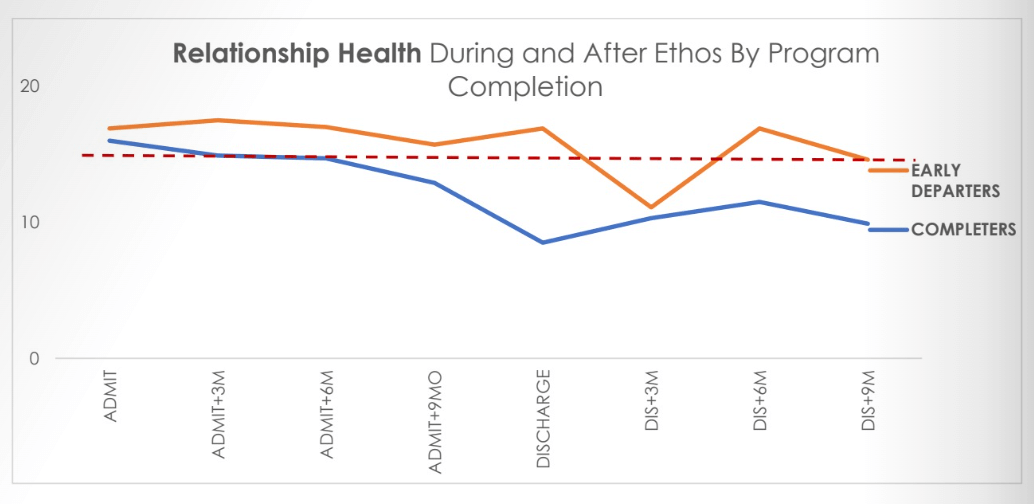 Relationship Health During and After Ethos By Program
Completion
20
10
0
EARLY
DEPARTERS
COMPLETERS
ADMIT
ADMIT+3M
ADMIT+6M
ADMIT+9MO
DISCHARGE
DIS+3M
DIS+6M
DIS+9M